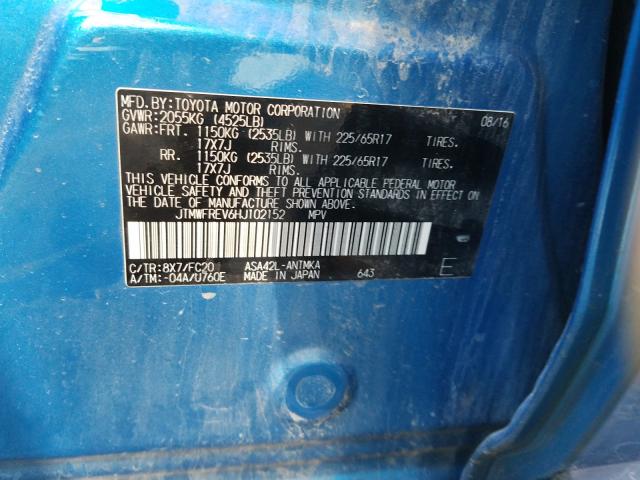 MFD.BY:TOYOTA MOTOR CORPORATION 08/16
GVWR:2055KG (4525LB)
GAWR:FRT. 1150KG (2535LB) WITH 225/65R17 TIRES.
17X7J RIMS.
RR. 1150KG (2535LB) WITH 225/65R17 TIRES.
17X7J RIMS.
THIS VEHICLE CONFORMS TO ALL APPLICABLE FEDERAL MOTOR
VEHICLE SAFETY AND THEFT PREVENTION STANDARDS IN EFFECT ON
THE DATE OF MANUFACTURE SHOWN ABOVE.
JTMWFREV6HJ102152 MPV
C/TR:8X7/FC20 ASA42L-ANTMKA E
A/TM:-04A/U760E MADE IN JAPAN 643